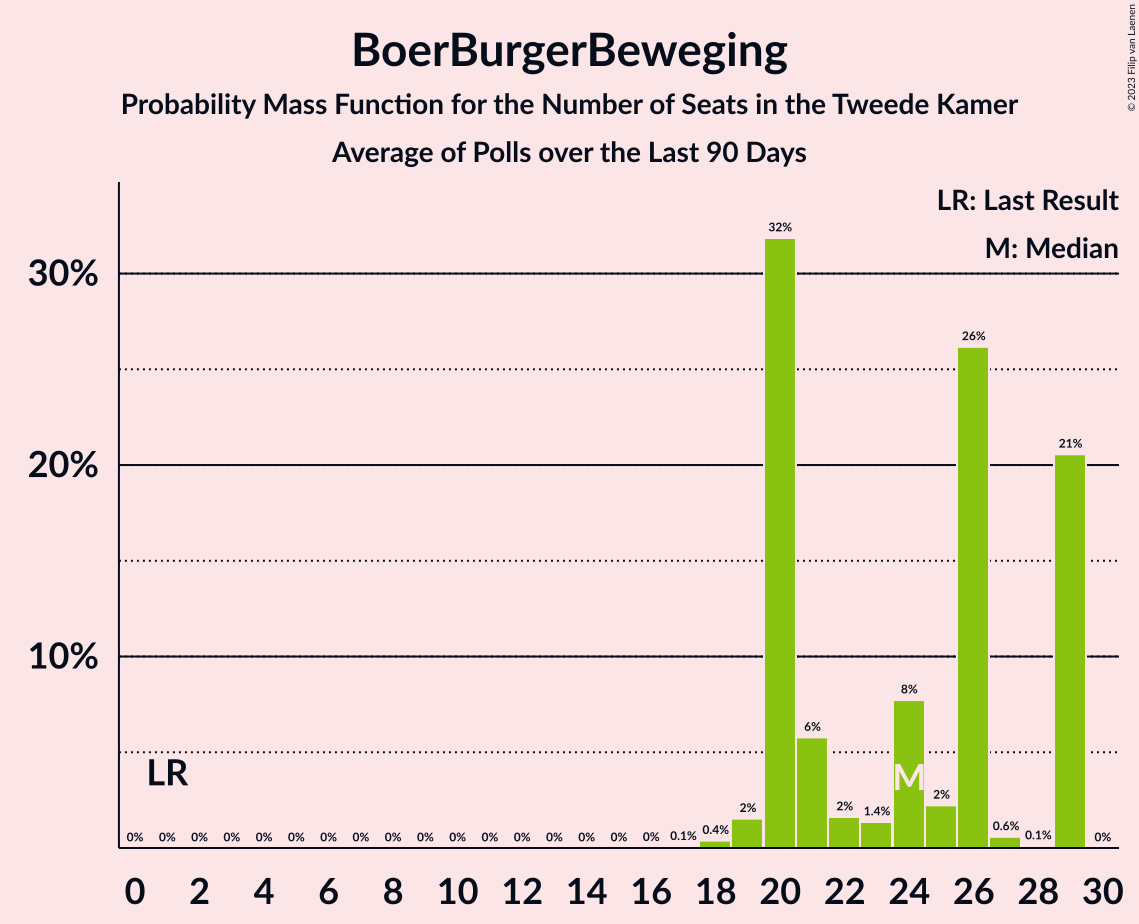 BoerBurgerBeweging
Probability Mass Function for the Number of Seats in the Tweede Kamer
Average of Polls over the Last 90 Days
© 2023 Filip van Laenen
LR: Last Result
M: Median
30%
20%
10%
LR
M
0% 0% 0% 0% 0% 0% 0% 0% 0% 0% 0% 0% 0% 0% 0% 0% 0% 0.1% 0.4% 2% 32% 6% 2% 1.4% 8% 2% 26% 0.6% 0.1% 21% 0%
0 2 4 6 8 10 12 14 16 18 20 22 24 26 28 30